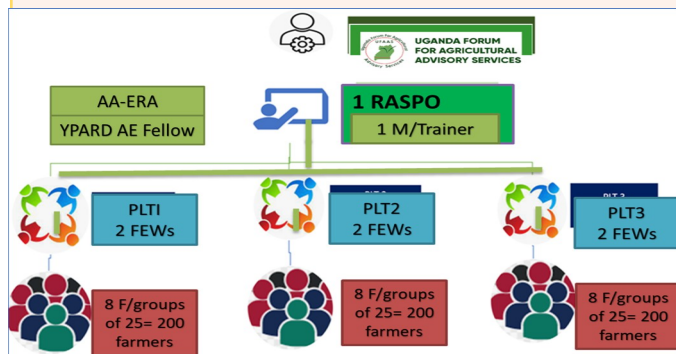 UGANDA FORUM
FOR AGRICULTURAL
ADVISORY SERVICES
AA-ERA
YPARD AE Fellow
1 RASPO
1 M/Trainer
PLTI
2 FEWs
PLT2
2 FEWs
PLT3
2 FEWs
8 F/groups
of 25= 200
farmers
8 F/groups
of 25= 200
farmers
8 F/groups
of 25= 200
farmers